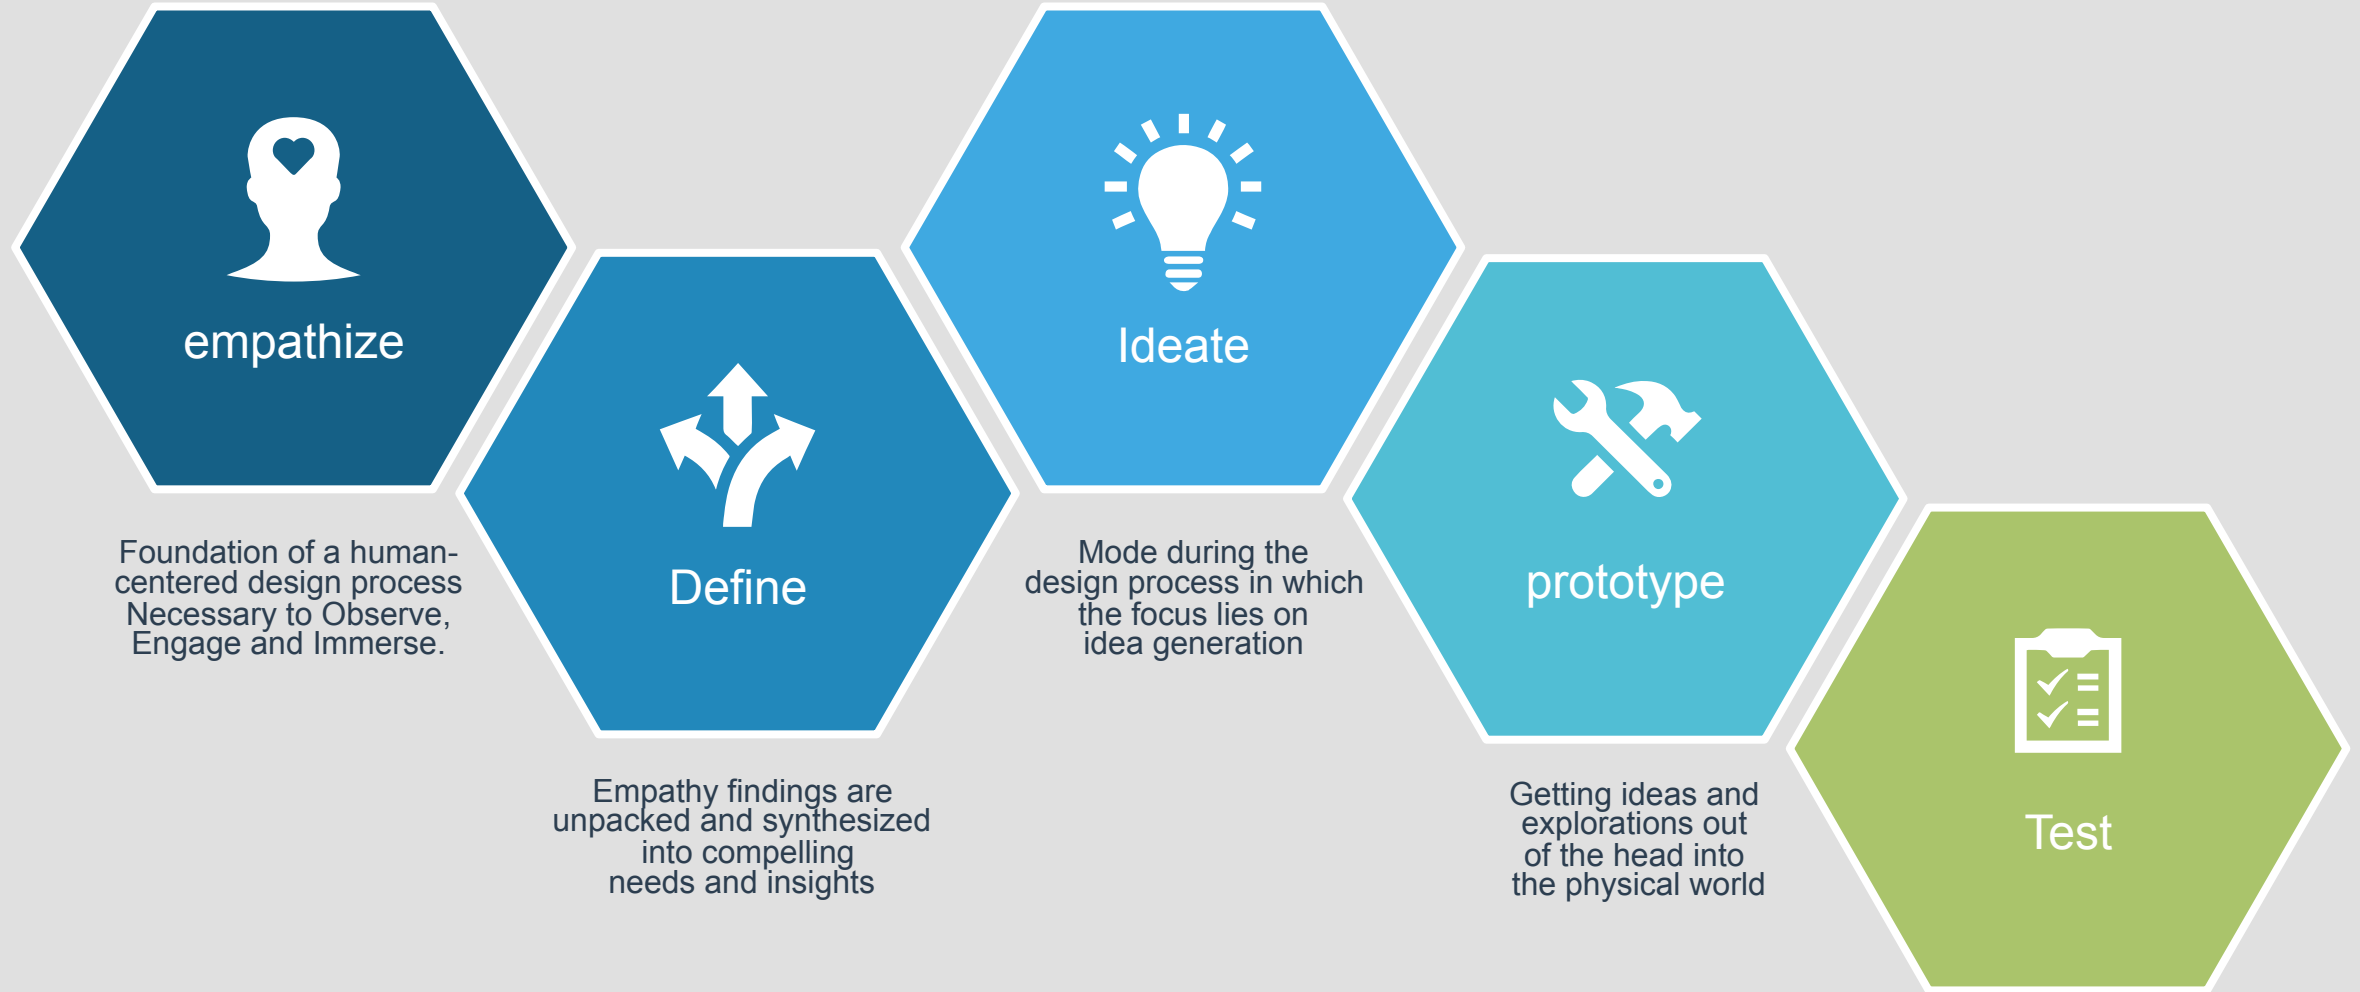 empathize
Foundation of a human-
centered design process
Necessary to Observe,
Engage and Immerse.
Define
Empathy findings are
unpacked and synthesized
into compelling
needs and insights
Ideate
Mode during the
design process in which
the focus lies on
idea generation
prototype
Getting ideas and
explorations out
of the head into
the physical world
Test